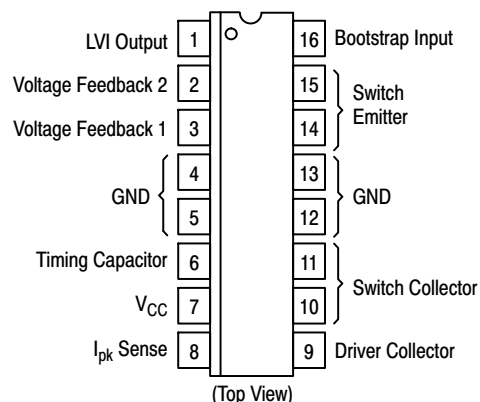 LVI Output 1 16 Bootstrap Input
Voltage Feedback 2 2 15
Switch
Emitter
Voltage Feedback 1 3 14
4 13
GND GND
5 12
Timing Capacitor 6 11
Switch Collector
VCC 7 10
Ipk Sense 8 9 Driver Collector
(Top View)